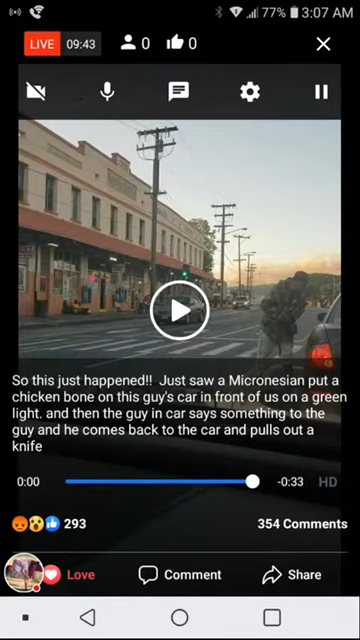 77% 3:07 AM
LIVE 09:43 0 0
So this just happened!! Just saw a Micronesian put a
chicken bone on this guy's car in front of us on a green
light. and then the guy in car says something to the
guy and he comes back to the car and pulls out a
knife
0:00 -0:33 HD
293 354 Comments
Love Comment Share